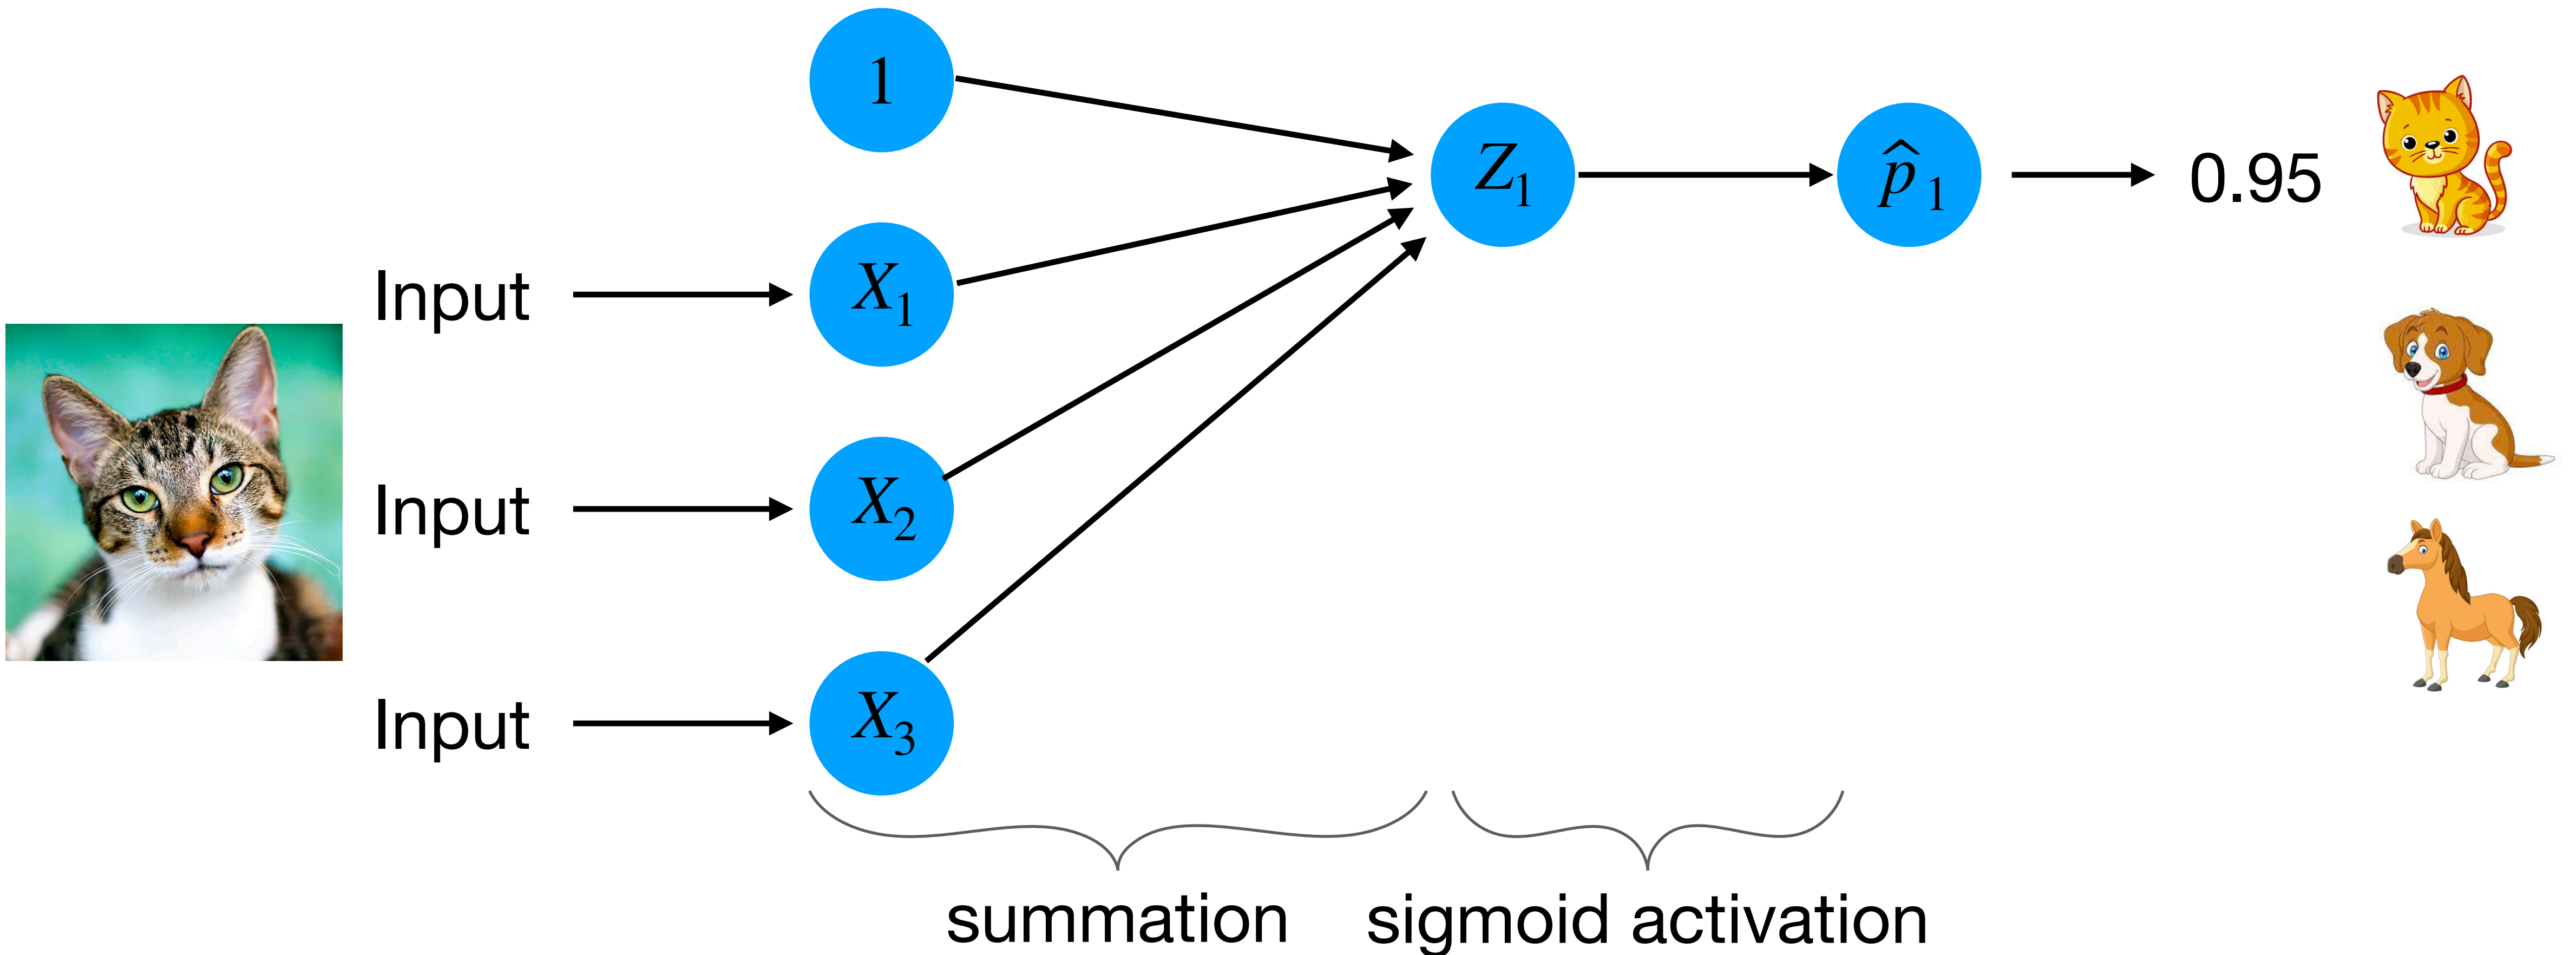 1
Z₁
p̂ ₁
0.95
Input
X₁
Input
X₂
Input
X₃
summation
sigmoid activation